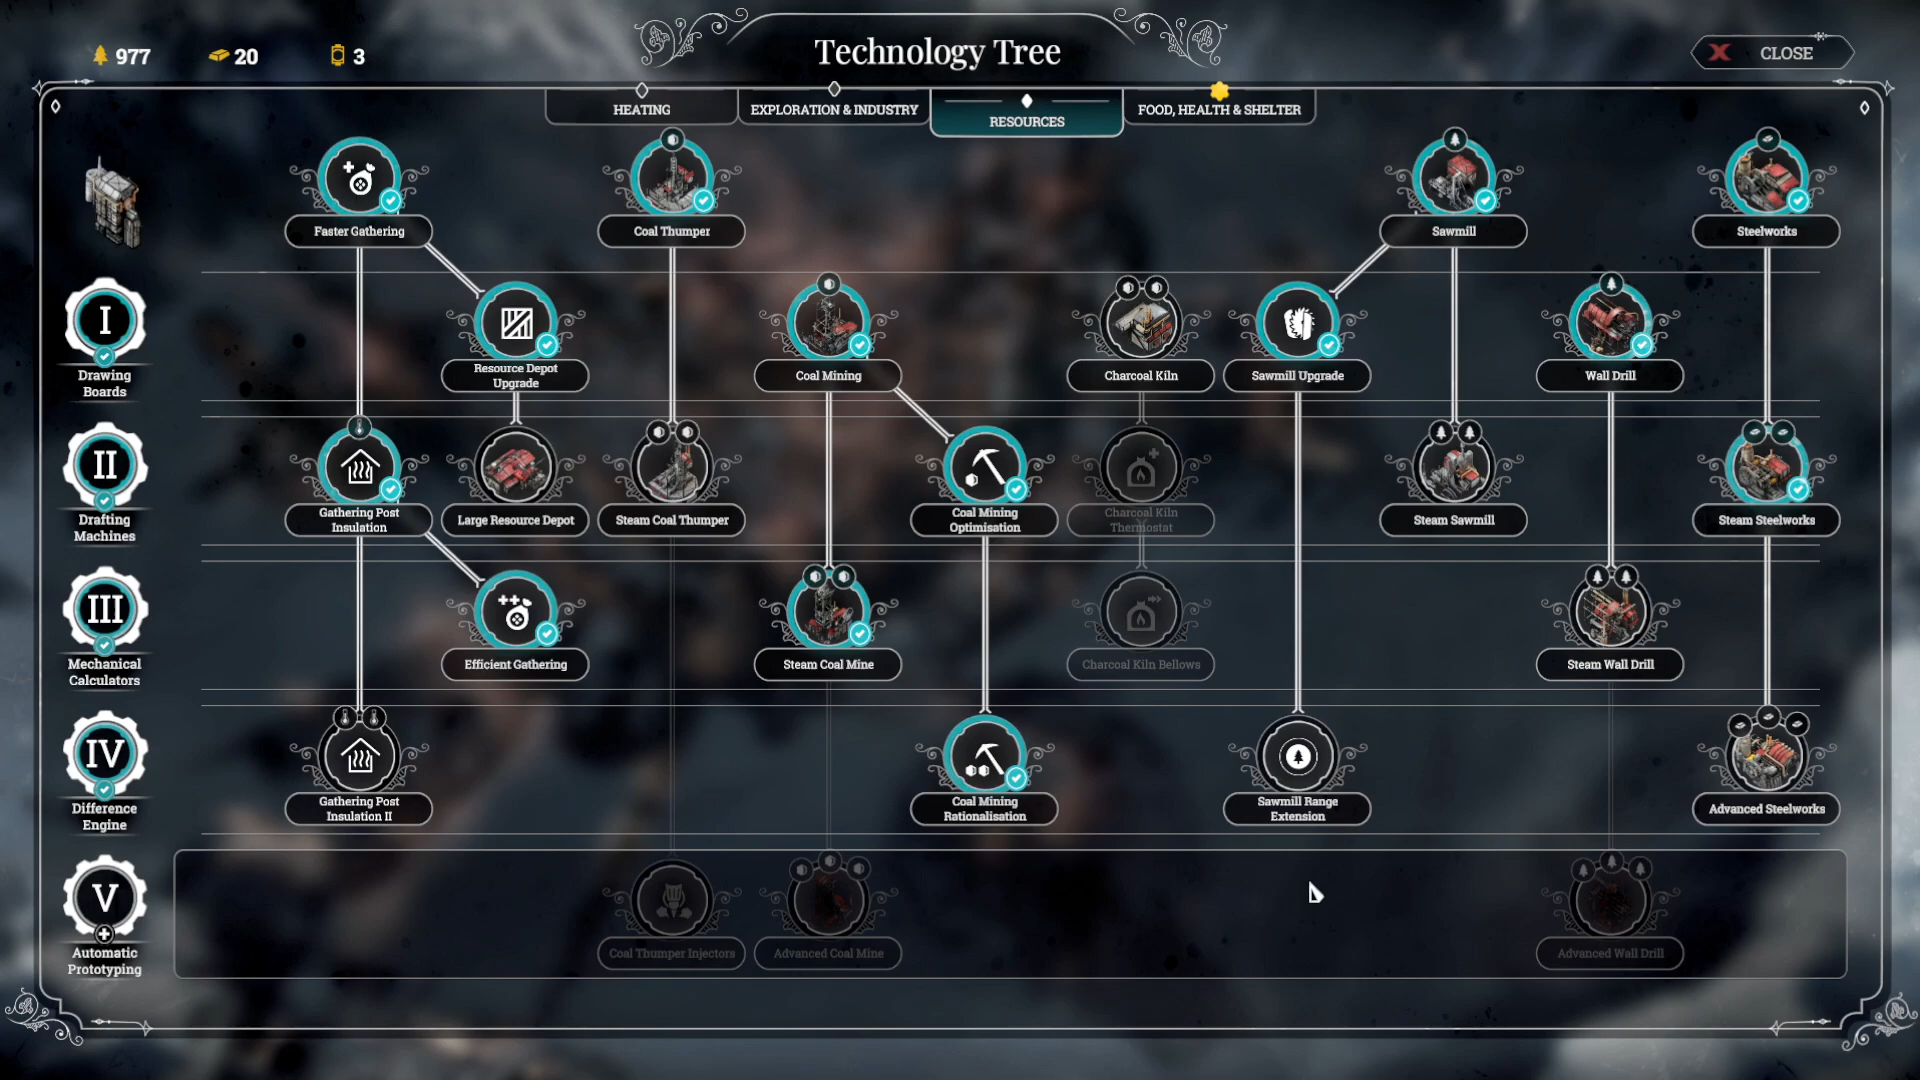 977
20
3
Technology Tree
CLOSE
HEATING
EXPLORATION & INDUSTRY
RESOURCES
FOOD, HEALTH & SHELTER
Faster Gathering
Coal Thumper
Sawmill
Steelworks
I
Drawing
Boards
Resource Depot
Upgrade
Coal Mining
Charcoal Kiln
Sawmill Upgrade
Wall Drill
II
Drafting
Machines
Gathering Post
Insulation
Large Resource Depot
Steam Coal Thumper
Coal Mining
Optimisation
Charcoal Kiln
Thermostat
Steam Sawmill
Steam Steelworks
III
Mechanical
Calculators
Efficient Gathering
Steam Coal Mine
Charcoal Kiln Bellows
Steam Wall Drill
IV
Difference
Engine
Gathering Post
Insulation II
Coal Mining
Rationalisation
Sawmill Range
Extension
Advanced Steelworks
V
Automatic
Prototyping
Coal Thumper Injectors
Advanced Coal Mine
Advanced Wall Drill